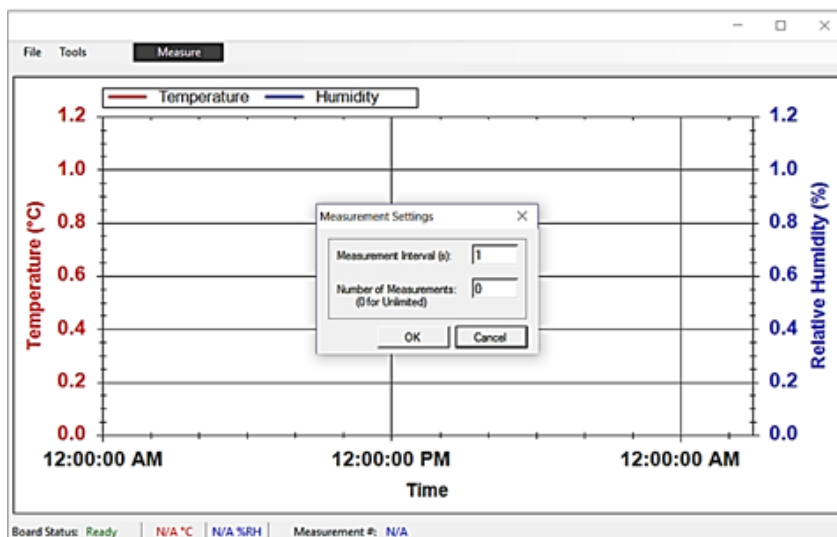 File Tools Measure
Temperature Humidity
1.2 1.2
1.0 1.0
0.8 0.8
0.6 0.6
0.4 0.4
0.2 0.2
0.0 0.0
Temperature (°C)
Relative Humidity (%)
Measurement Settings
Measurement Interval (s): 1
Number of Measurements: 0
(0 for Unlimited)
OK Cancel
12:00:00 AM 12:00:00 PM 12:00:00 AM
Time
Board Status: Ready N/A °C N/A %RH Measurement #: N/A